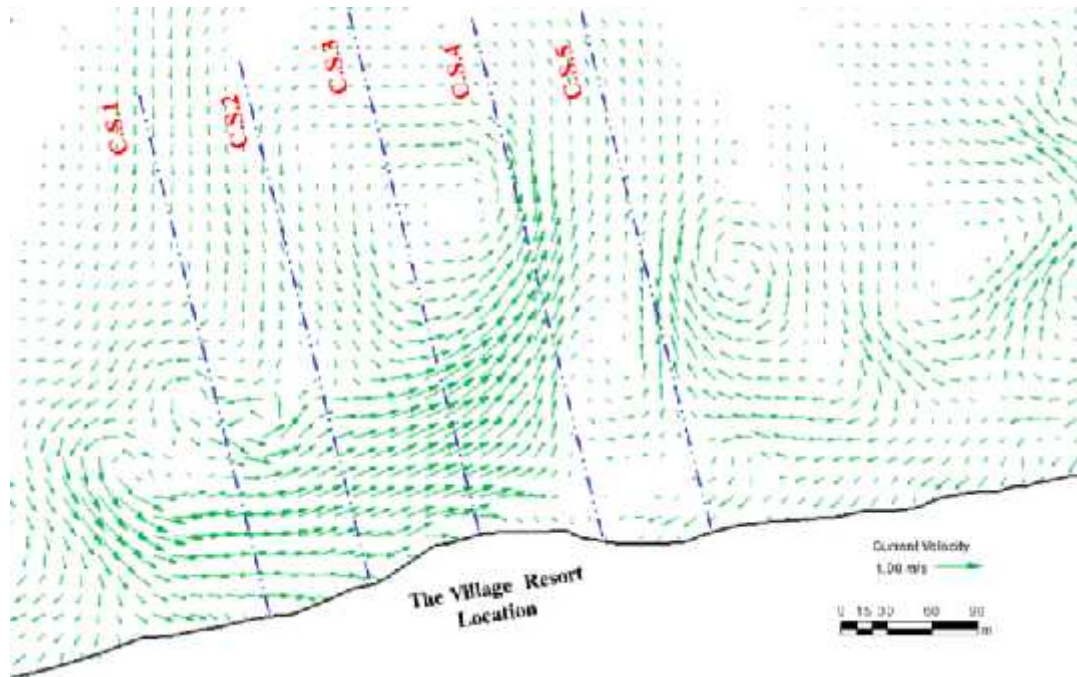 C.S.1
C.S.2
C.S.3
C.S.4
C.S.5
The Village Resort
Location
Current Velocity
1.00 m/s
0 15 30 60 90
m